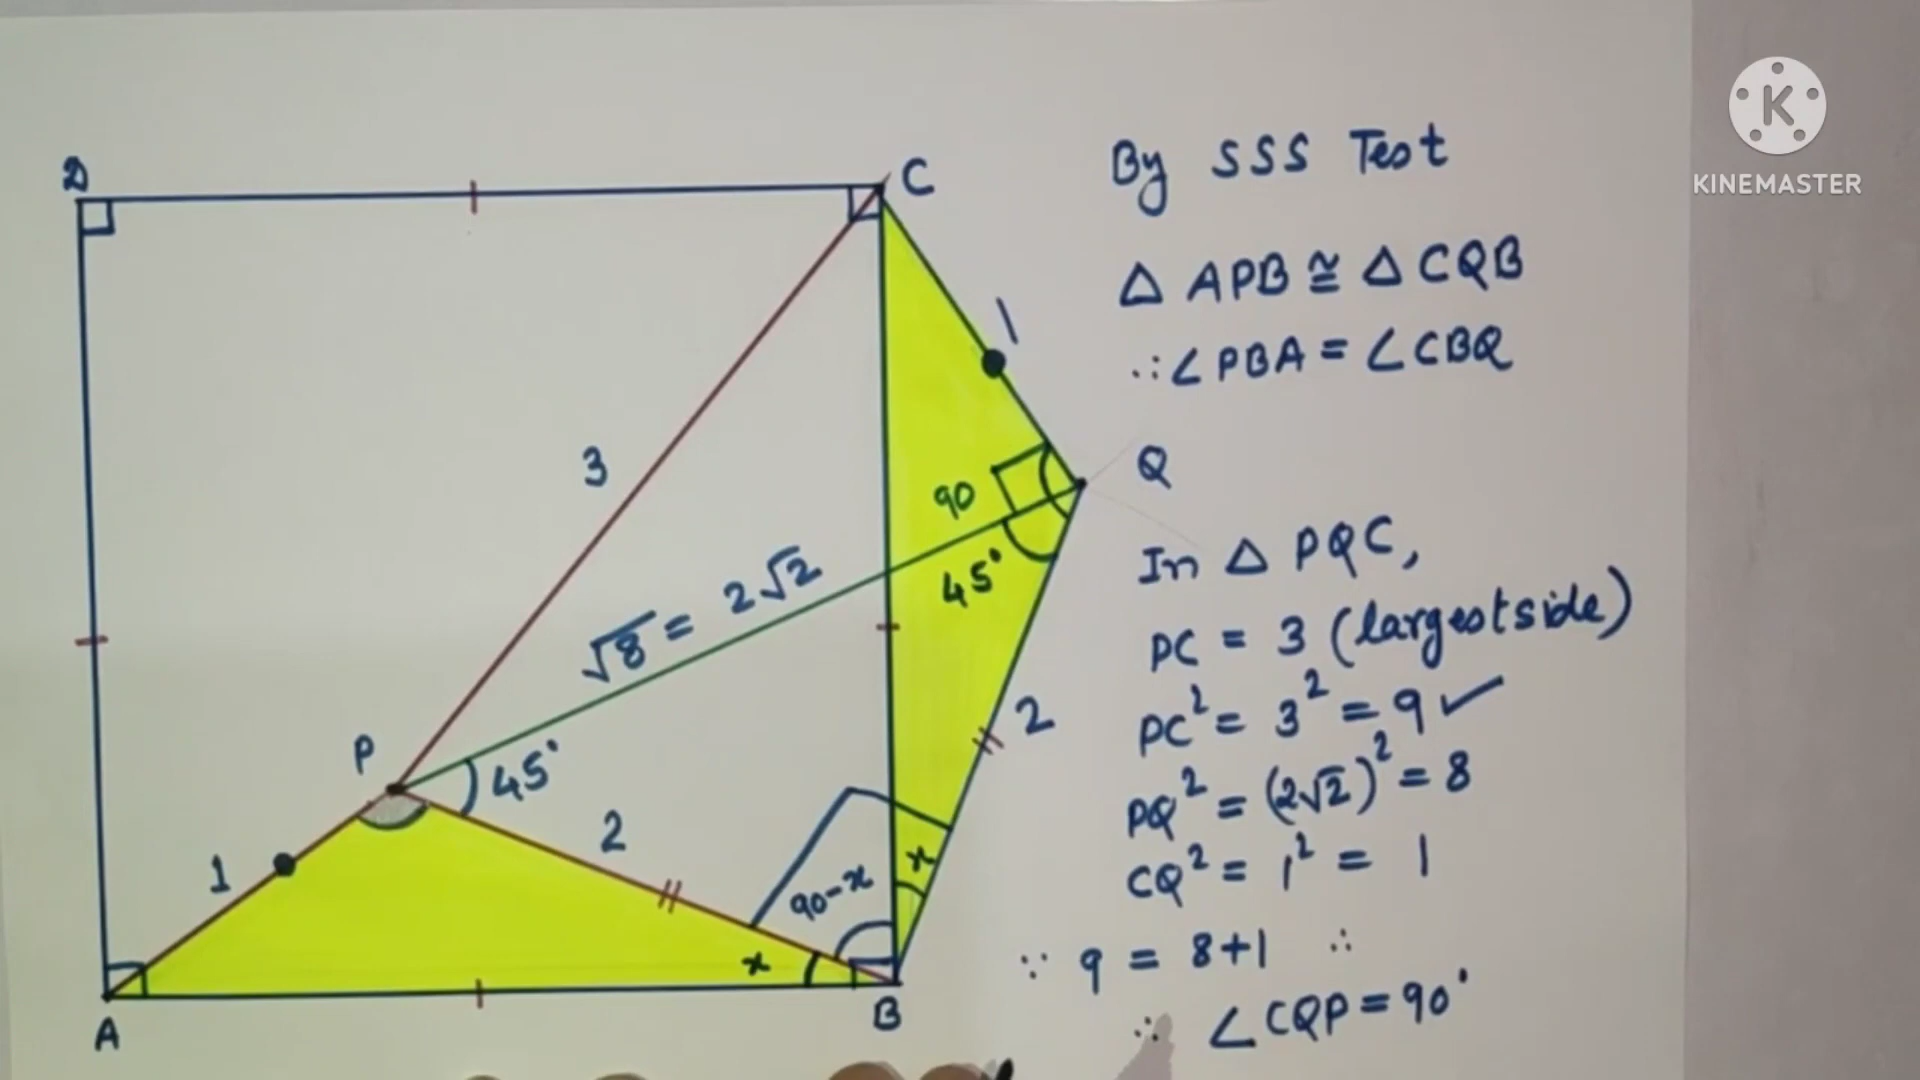 D
C
By SSS Test
KINEMASTER
△ APB ≅ △ CQB
1
∴ ∠PBA = ∠CBQ
3
90
Q
45°
√8 = 2√2
In △ PQC,
PC = 3 (largest side)
P
45°
2
PC² = 3² = 9 ✓
PQ² = (2√2)² = 8
1
2
90-x
x
CQ² = 1² = 1
x
∵ 9 = 8+1 ∴
A
B
∴ ∠CQP = 90°